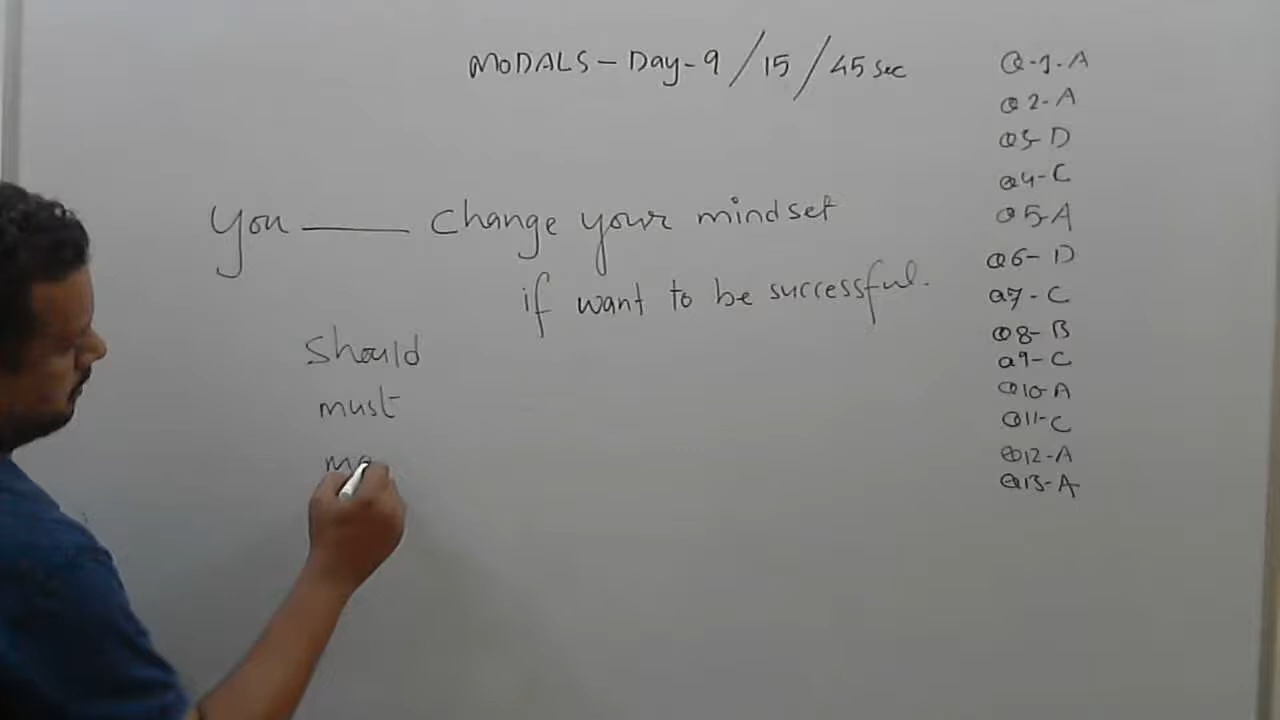 MODALS - Day - 9 / 15 / 45 sec
You ____ change your mindset
if want to be successful.
should
must
Q-1-A
Q2-A
Q3-D
Q4-C
Q5-A
Q6-D
Q7-C
Q8-B
Q9-C
Q10-A
Q11-C
Q12-A
Q13-A